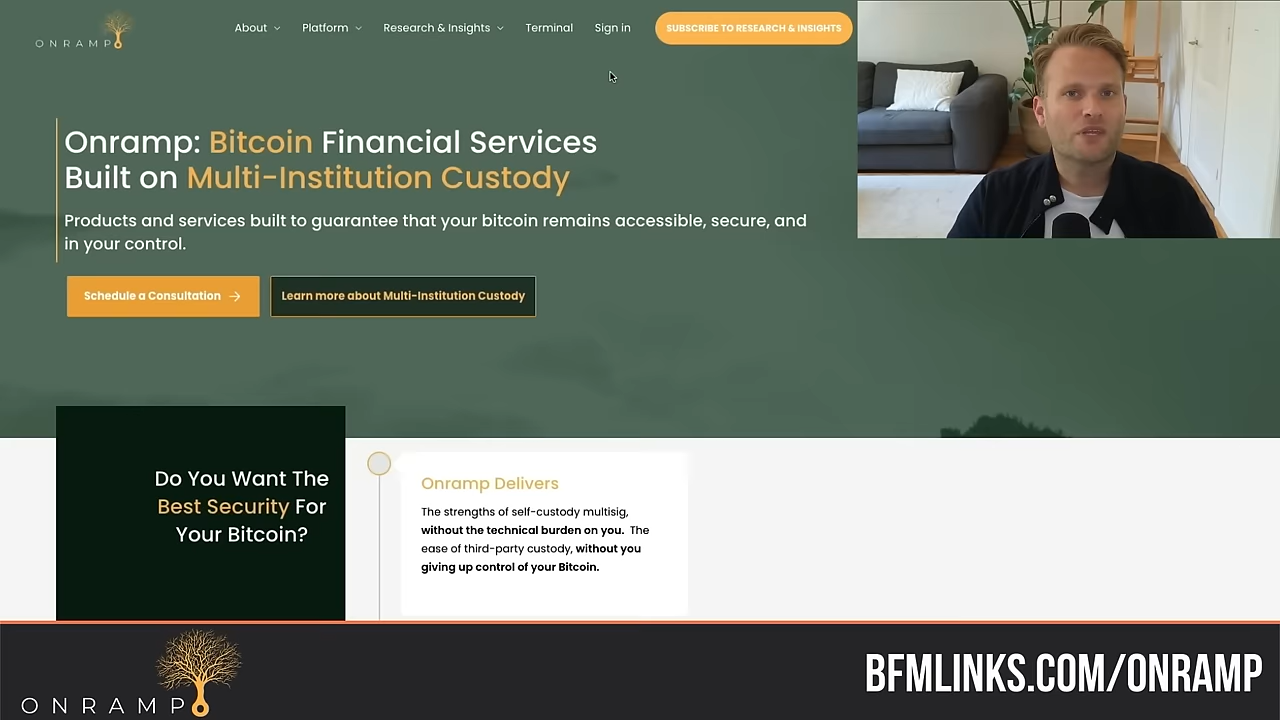 ONRAMP
About
Platform
Research & Insights
Terminal
Sign in
SUBSCRIBE TO RESEARCH & INSIGHTS
Onramp: Bitcoin Financial Services
Built on Multi-Institution Custody
Products and services built to guarantee that your bitcoin remains accessible, secure, and
in your control.
Schedule a Consultation
Learn more about Multi-Institution Custody
Do You Want The
Best Security For
Your Bitcoin?
Onramp Delivers
The strengths of self-custody multisig,
without the technical burden on you. The
ease of third-party custody, without you
giving up control of your Bitcoin.
ONRAMP
BFMLINKS.COM/ONRAMP